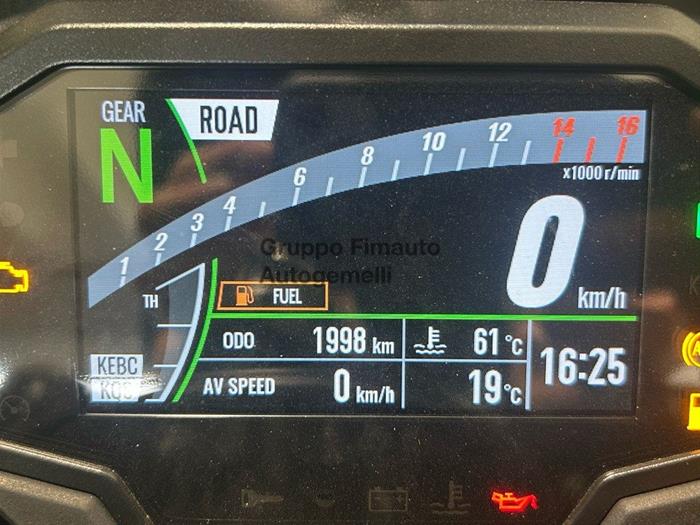 GEAR
N
ROAD
1 2 3 4 6 8 10 12 14 16
x1000 r/min
0 km/h
Gruppo Fimauto
Autogemelli
TH
FUEL
ODO 1998 km 61 °C
16:25
KEBC
KQS
AV SPEED 0 km/h 19 °C